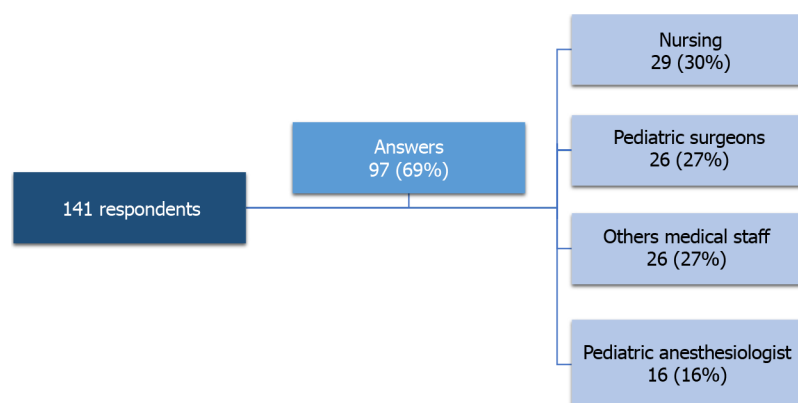 141 respondents
Answers
97 (69%)
Nursing
29 (30%)
Pediatric surgeons
26 (27%)
Others medical staff
26 (27%)
Pediatric anesthesiologist
16 (16%)